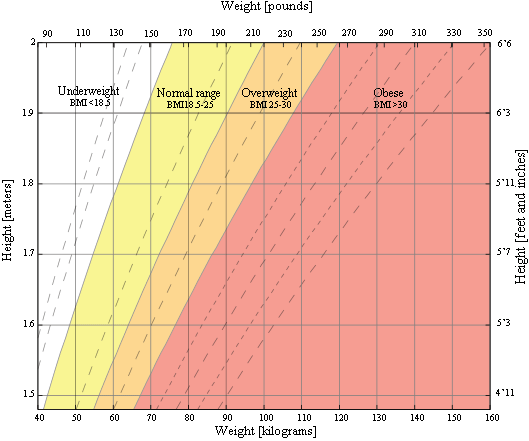 Weight [pounds]
90 110 130 150 170 190 210 230 250 270 290 310 330 350
2 6"6
Underweight Normal range Overweight Obese
BMI <18.5 BMI18.5-25 BMI 25-30 BMI >30
1.9 6"3
1.8 5"11
1.7 5"7
1.6 5"3
1.5 4"11
Height [meters]
Height [feet and inches]
40 50 60 70 80 90 100 110 120 130 140 150 160
Weight [kilograms]